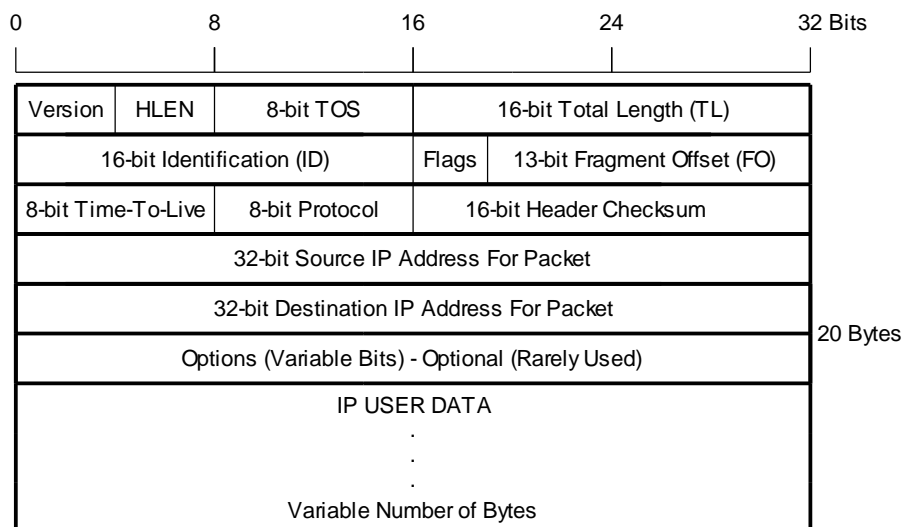 0 8 16 24 32 Bits
Version HLEN 8-bit TOS 16-bit Total Length (TL)
16-bit Identification (ID) Flags 13-bit Fragment Offset (FO)
8-bit Time-To-Live 8-bit Protocol 16-bit Header Checksum
32-bit Source IP Address For Packet
32-bit Destination IP Address For Packet
20 Bytes
Options (Variable Bits) - Optional (Rarely Used)
IP USER DATA
.
.
.
Variable Number of Bytes